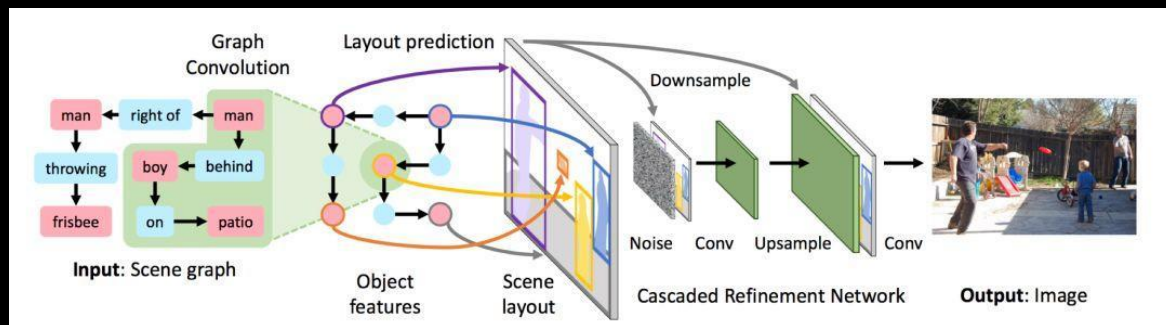 Graph
Convolution
Layout prediction
Downsample
man
right of
man
throwing
boy
behind
frisbee
on
patio
Input: Scene graph
Object
features
Scene
layout
Noise
Conv
Upsample
Conv
Cascaded Refinement Network
Output: Image